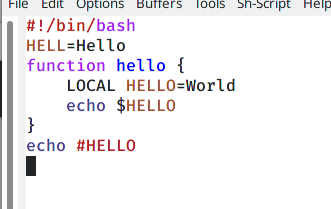 File Edit Options Buffers Tools Sh-Script Help
#!/bin/bash
HELL=Hello
function hello {
    LOCAL HELLO=World
    echo $HELLO
}
echo #HELLO